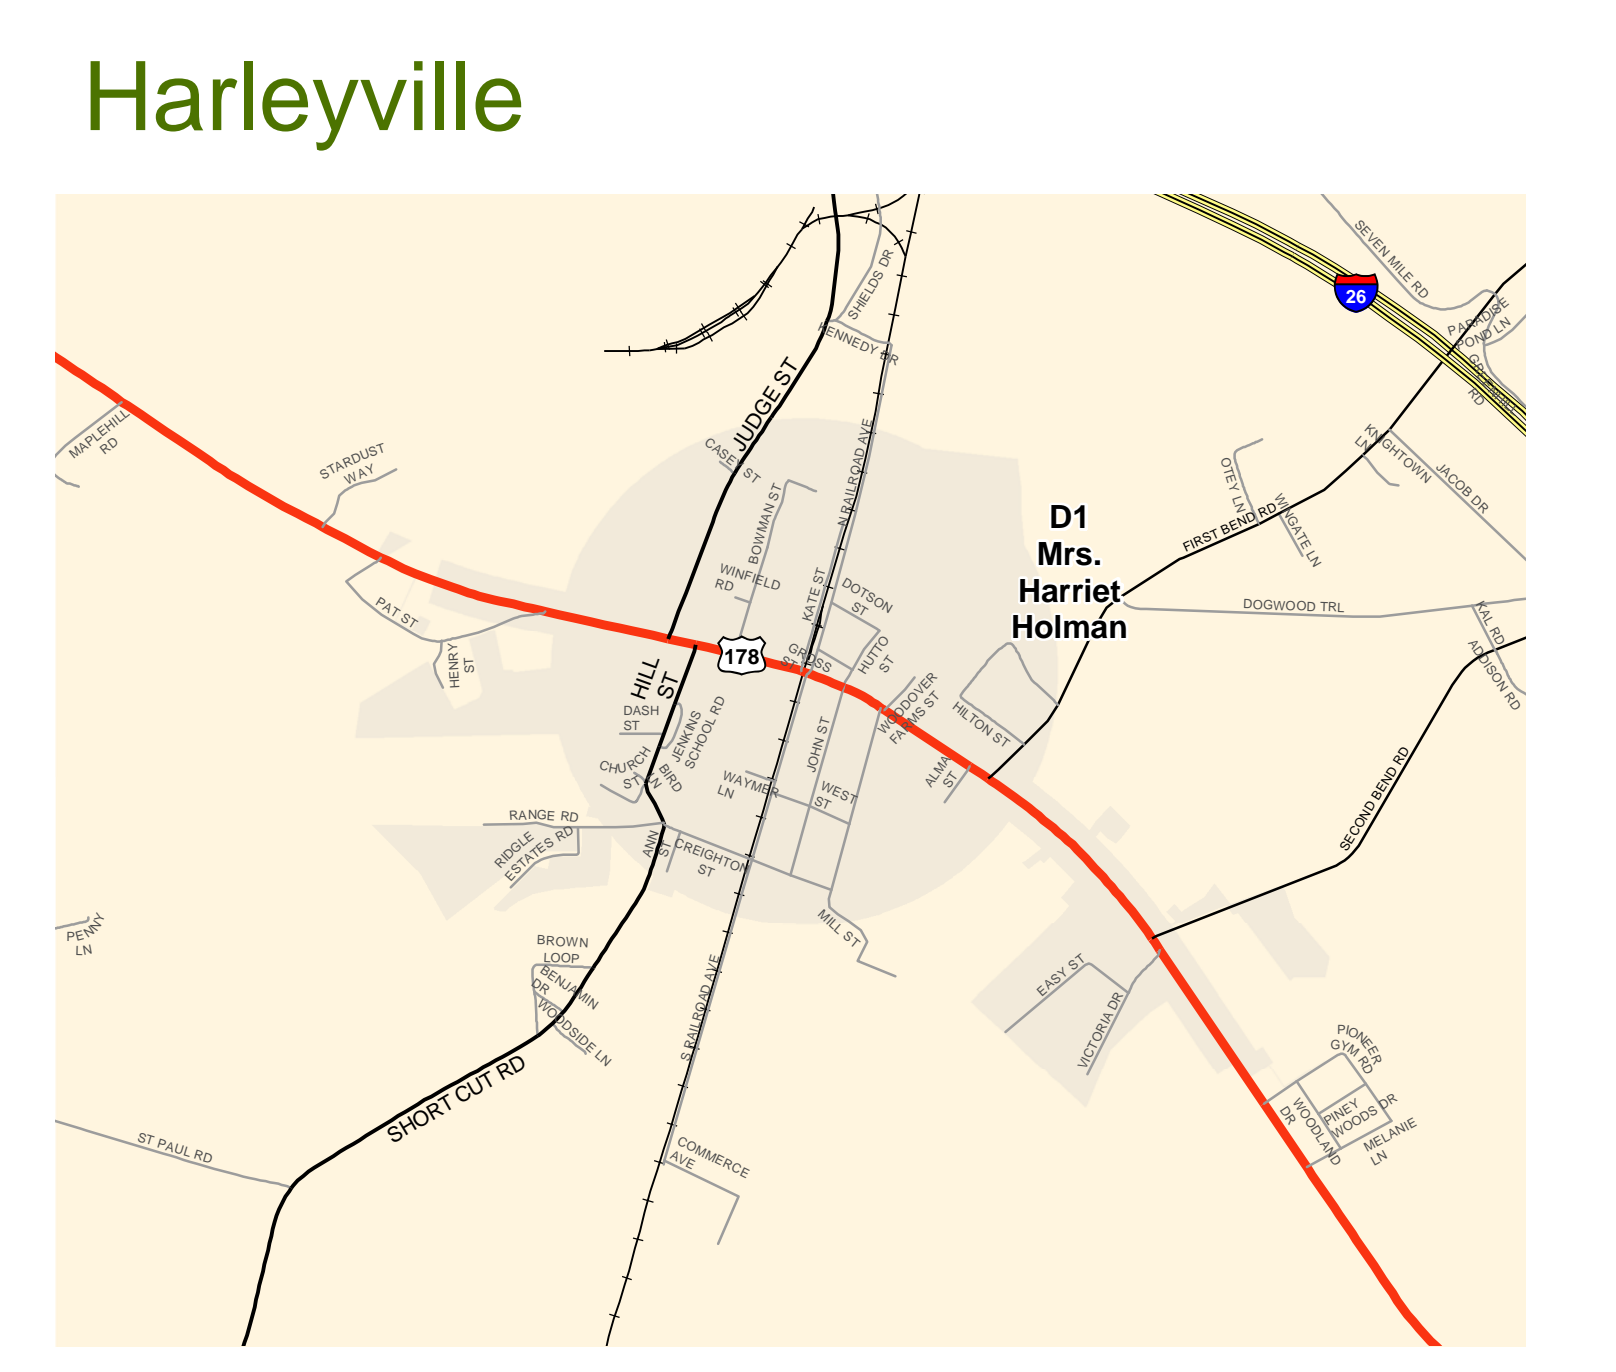 Harleyville
SEVEN MILE RD
26
SHIELDS DR
PARADISE
POND LN
KENNEDY DR
RD
JUDGE ST
MAPLEHILL
RD
STARDUST
WAY
CASEY ST
N RAILROAD AVE
KNIGHTOWN
LN
JACOB DR
OTEY LN
WINGATE LN
FIRST BEND RD
BOWMAN ST
D1
Mrs.
Harriet
Holman
WINFIELD
RD
KATE ST
DOTSON
ST
PAT ST
DOGWOOD TRL
KAL RD
ADDISON RD
HENRY
ST
178
GROSS
ST
HUTTO
ST
HILL
ST
DASH
ST
JENKINS
SCHOOL RD
WOODOVER
FARMS ST
HILTON ST
JOHN ST
CHURCH
ST
BIRD
LN
WAYMER
LN
WEST
ST
ALMA
ST
SECOND BEND RD
RANGE RD
RIDGLE
ESTATES RD
ANN
ST
CREIGHTON
ST
MILL ST
PENNY
LN
BROWN
LOOP
BENJAMIN
DR
WOODSIDE LN
S RAILROAD AVE
EASY ST
VICTORIA DR
SHORT CUT RD
PIONEER
GYM RD
WOODLAND
DR
PINEY
WOODS DR
MELANIE
LN
ST PAUL RD
COMMERCE
AVE